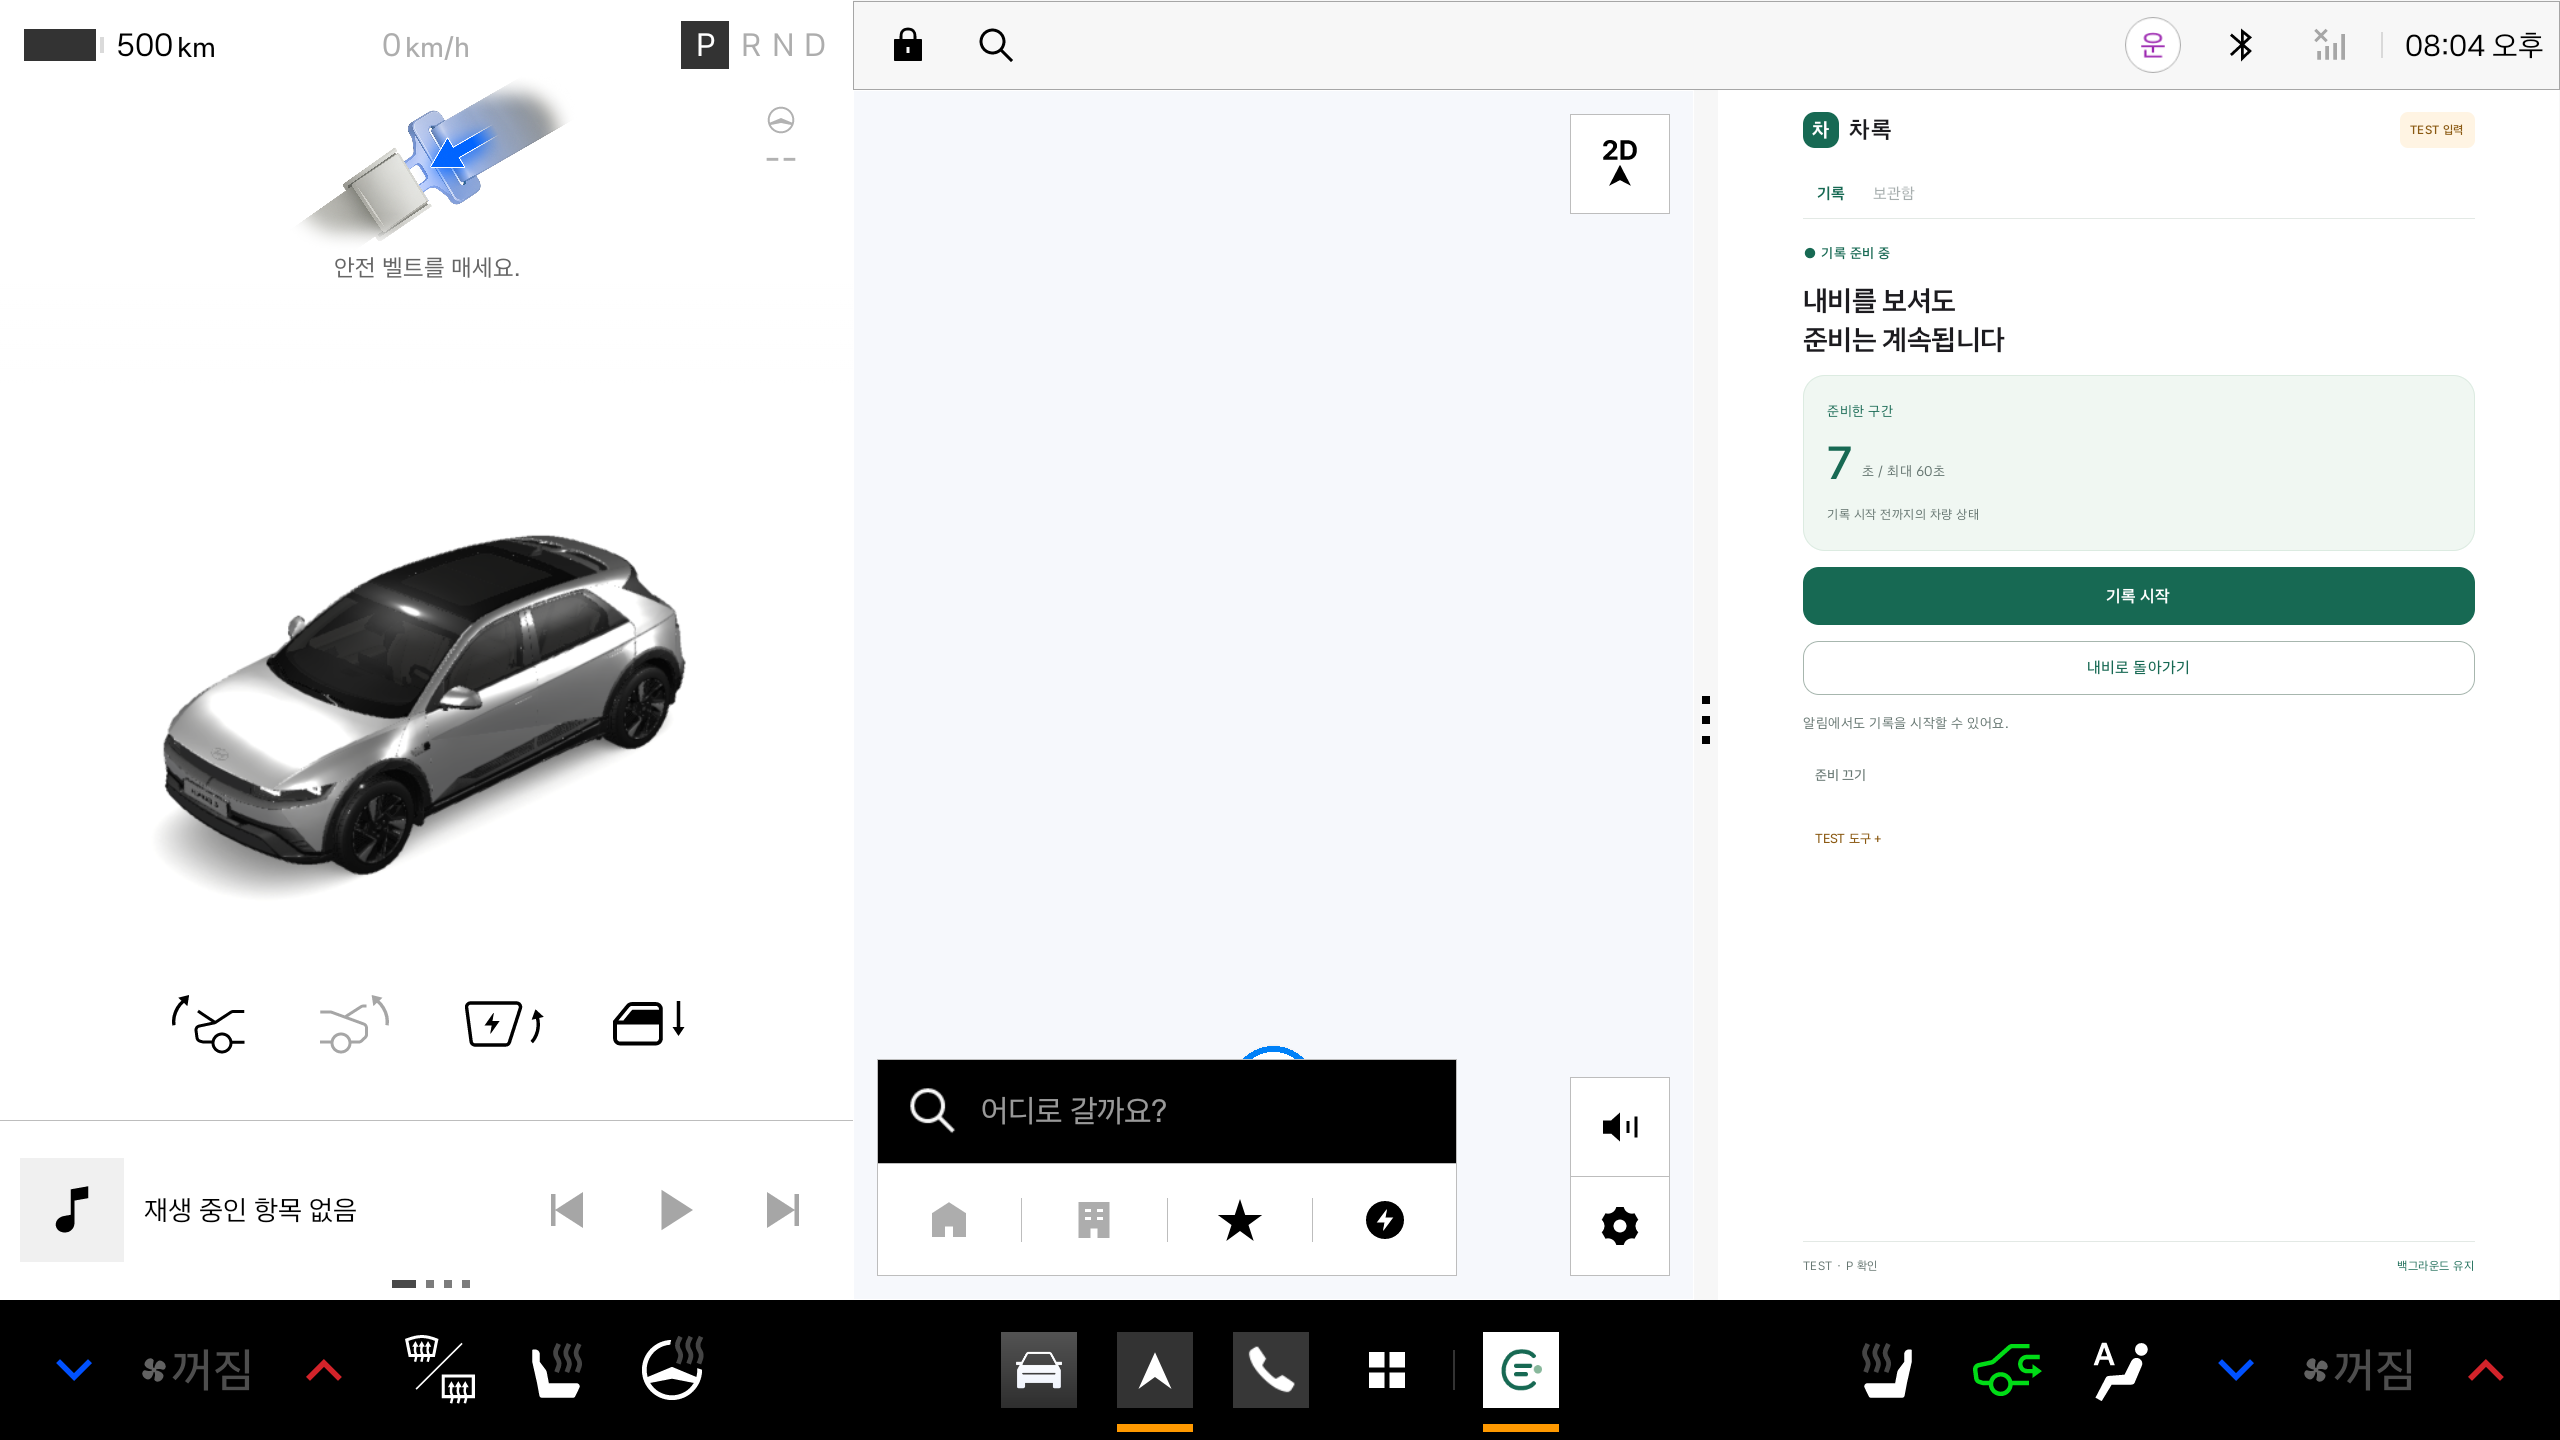 500 km
0 km/h
P R N D
안전 벨트를 매세요.
재생 중인 항목 없음
운
08:04 오후
2D
어디로 갈까요?
차 차록
TEST 입력
기록 보관함
기록 준비 중
내비를 보셔도
준비는 계속됩니다
준비한 구간
7 초 / 최대 60초
기록 시작 전까지의 차량 상태
기록 시작
내비로 돌아가기
알림에서도 기록을 시작할 수 있어요.
준비 끄기
TEST 도구 +
TEST · P 확인
백그라운드 유지
꺼짐
A
꺼짐